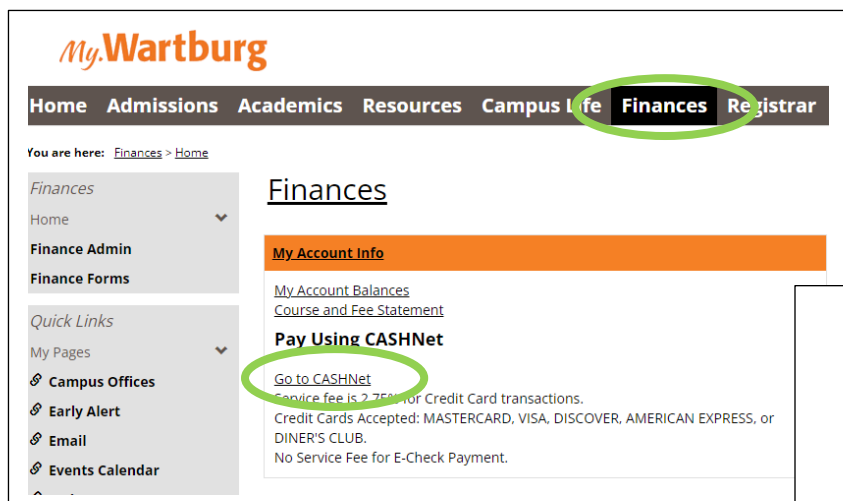 My.Wartburg
Home Admissions Academics Resources Campus Life Finances Registrar
You are here: Finances > Home
Finances
Home
Finance Admin
Finance Forms
Quick Links
My Pages
Campus Offices
Early Alert
Email
Events Calendar
Finances
My Account Info
My Account Balances
Course and Fee Statement
Pay Using CASHNet
Go to CASHNet
Service fee is 2.75% for Credit Card transactions.
Credit Cards Accepted: MASTERCARD, VISA, DISCOVER, AMERICAN EXPRESS, or
DINER'S CLUB.
No Service Fee for E-Check Payment.